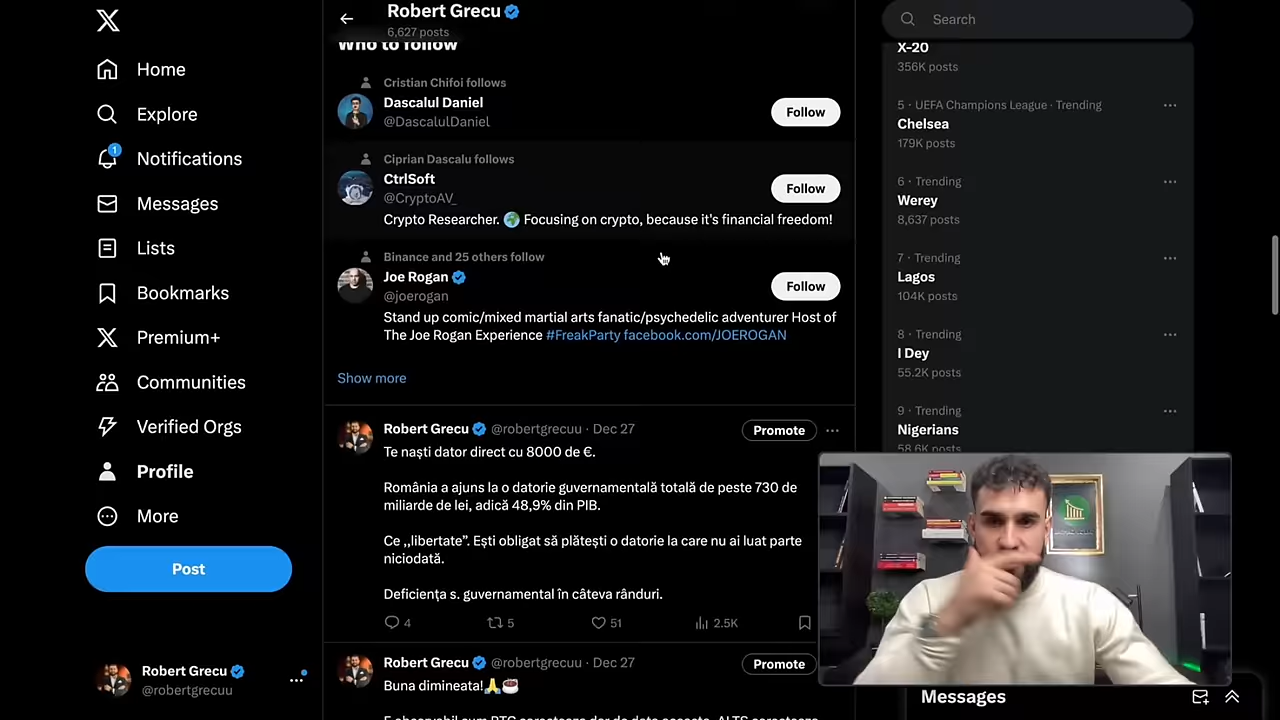 Robert Grecu
6,627 posts
Search
Home
Explore
1
Notifications
Messages
Lists
Bookmarks
Premium+
Communities
Verified Orgs
Profile
More
Post
Robert Grecu
@robertgrecuu
Who to follow
Cristian Chifoi follows
Dascalul Daniel
@DascalulDaniel
Follow
Ciprian Dascalu follows
CtrlSoft
@CryptoAV_
Follow
Crypto Researcher. 🌍 Focusing on crypto, because it's financial freedom!
Binance and 25 others follow
Joe Rogan
@joerogan
Follow
Stand up comic/mixed martial arts fanatic/psychedelic adventurer Host of
The Joe Rogan Experience #FreakParty facebook.com/JOEROGAN
Show more
Robert Grecu @robertgrecuu · Dec 27
Promote
Te naști dator direct cu 8000 de €.
România a ajuns la o datorie guvernamentală totală de peste 730 de
miliarde de lei, adică 48,9% din PIB.
Ce ,,libertate”. Ești obligat să plătești o datorie la care nu ai luat parte
niciodată.
Deficiența s. guvernamental în câteva rânduri.
4 5 51 2.5K
Robert Grecu @robertgrecuu · Dec 27
Promote
Buna dimineata!🙏☕
X-20
356K posts
5 · UEFA Champions League · Trending
Chelsea
179K posts
6 · Trending
Werey
8,637 posts
7 · Trending
Lagos
104K posts
8 · Trending
I Dey
55.2K posts
9 · Trending
Nigerians
58.6K posts
Messages